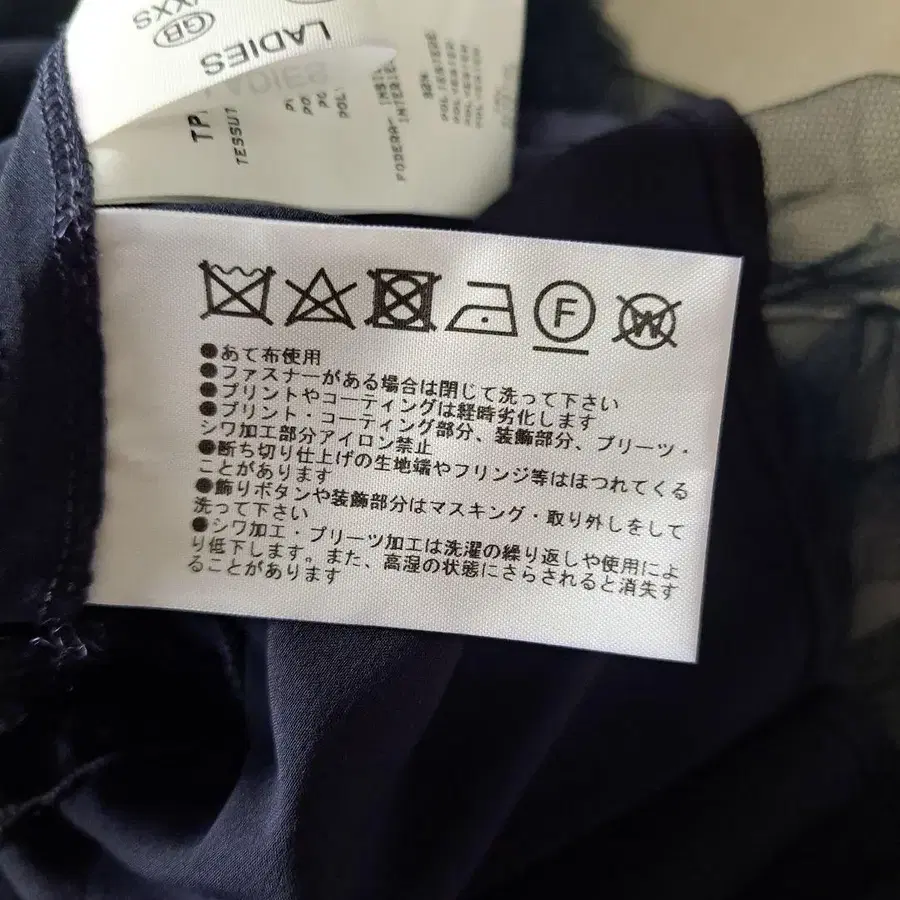 GB
XXS
LADIES
TESSUT
POLIESTERE
POLYESTER
F
W
●あて布使用
●ファスナーがある場合は閉じて洗って下さい
●プリントやコーティングは経時劣化します
●プリント・コーティング部分、装飾部分、プリーツ・
シワ加工部分アイロン禁止
●断ち切り仕上げの生地端やフリンジ等はほつれてくる
ことがあります
●飾りボタンや装飾部分はマスキング・取り外しをして
洗って下さい
●シワ加工・プリーツ加工は洗濯の繰り返しや使用によ
り低下します。また、高湿の状態にさらされると消失す
ることがあります